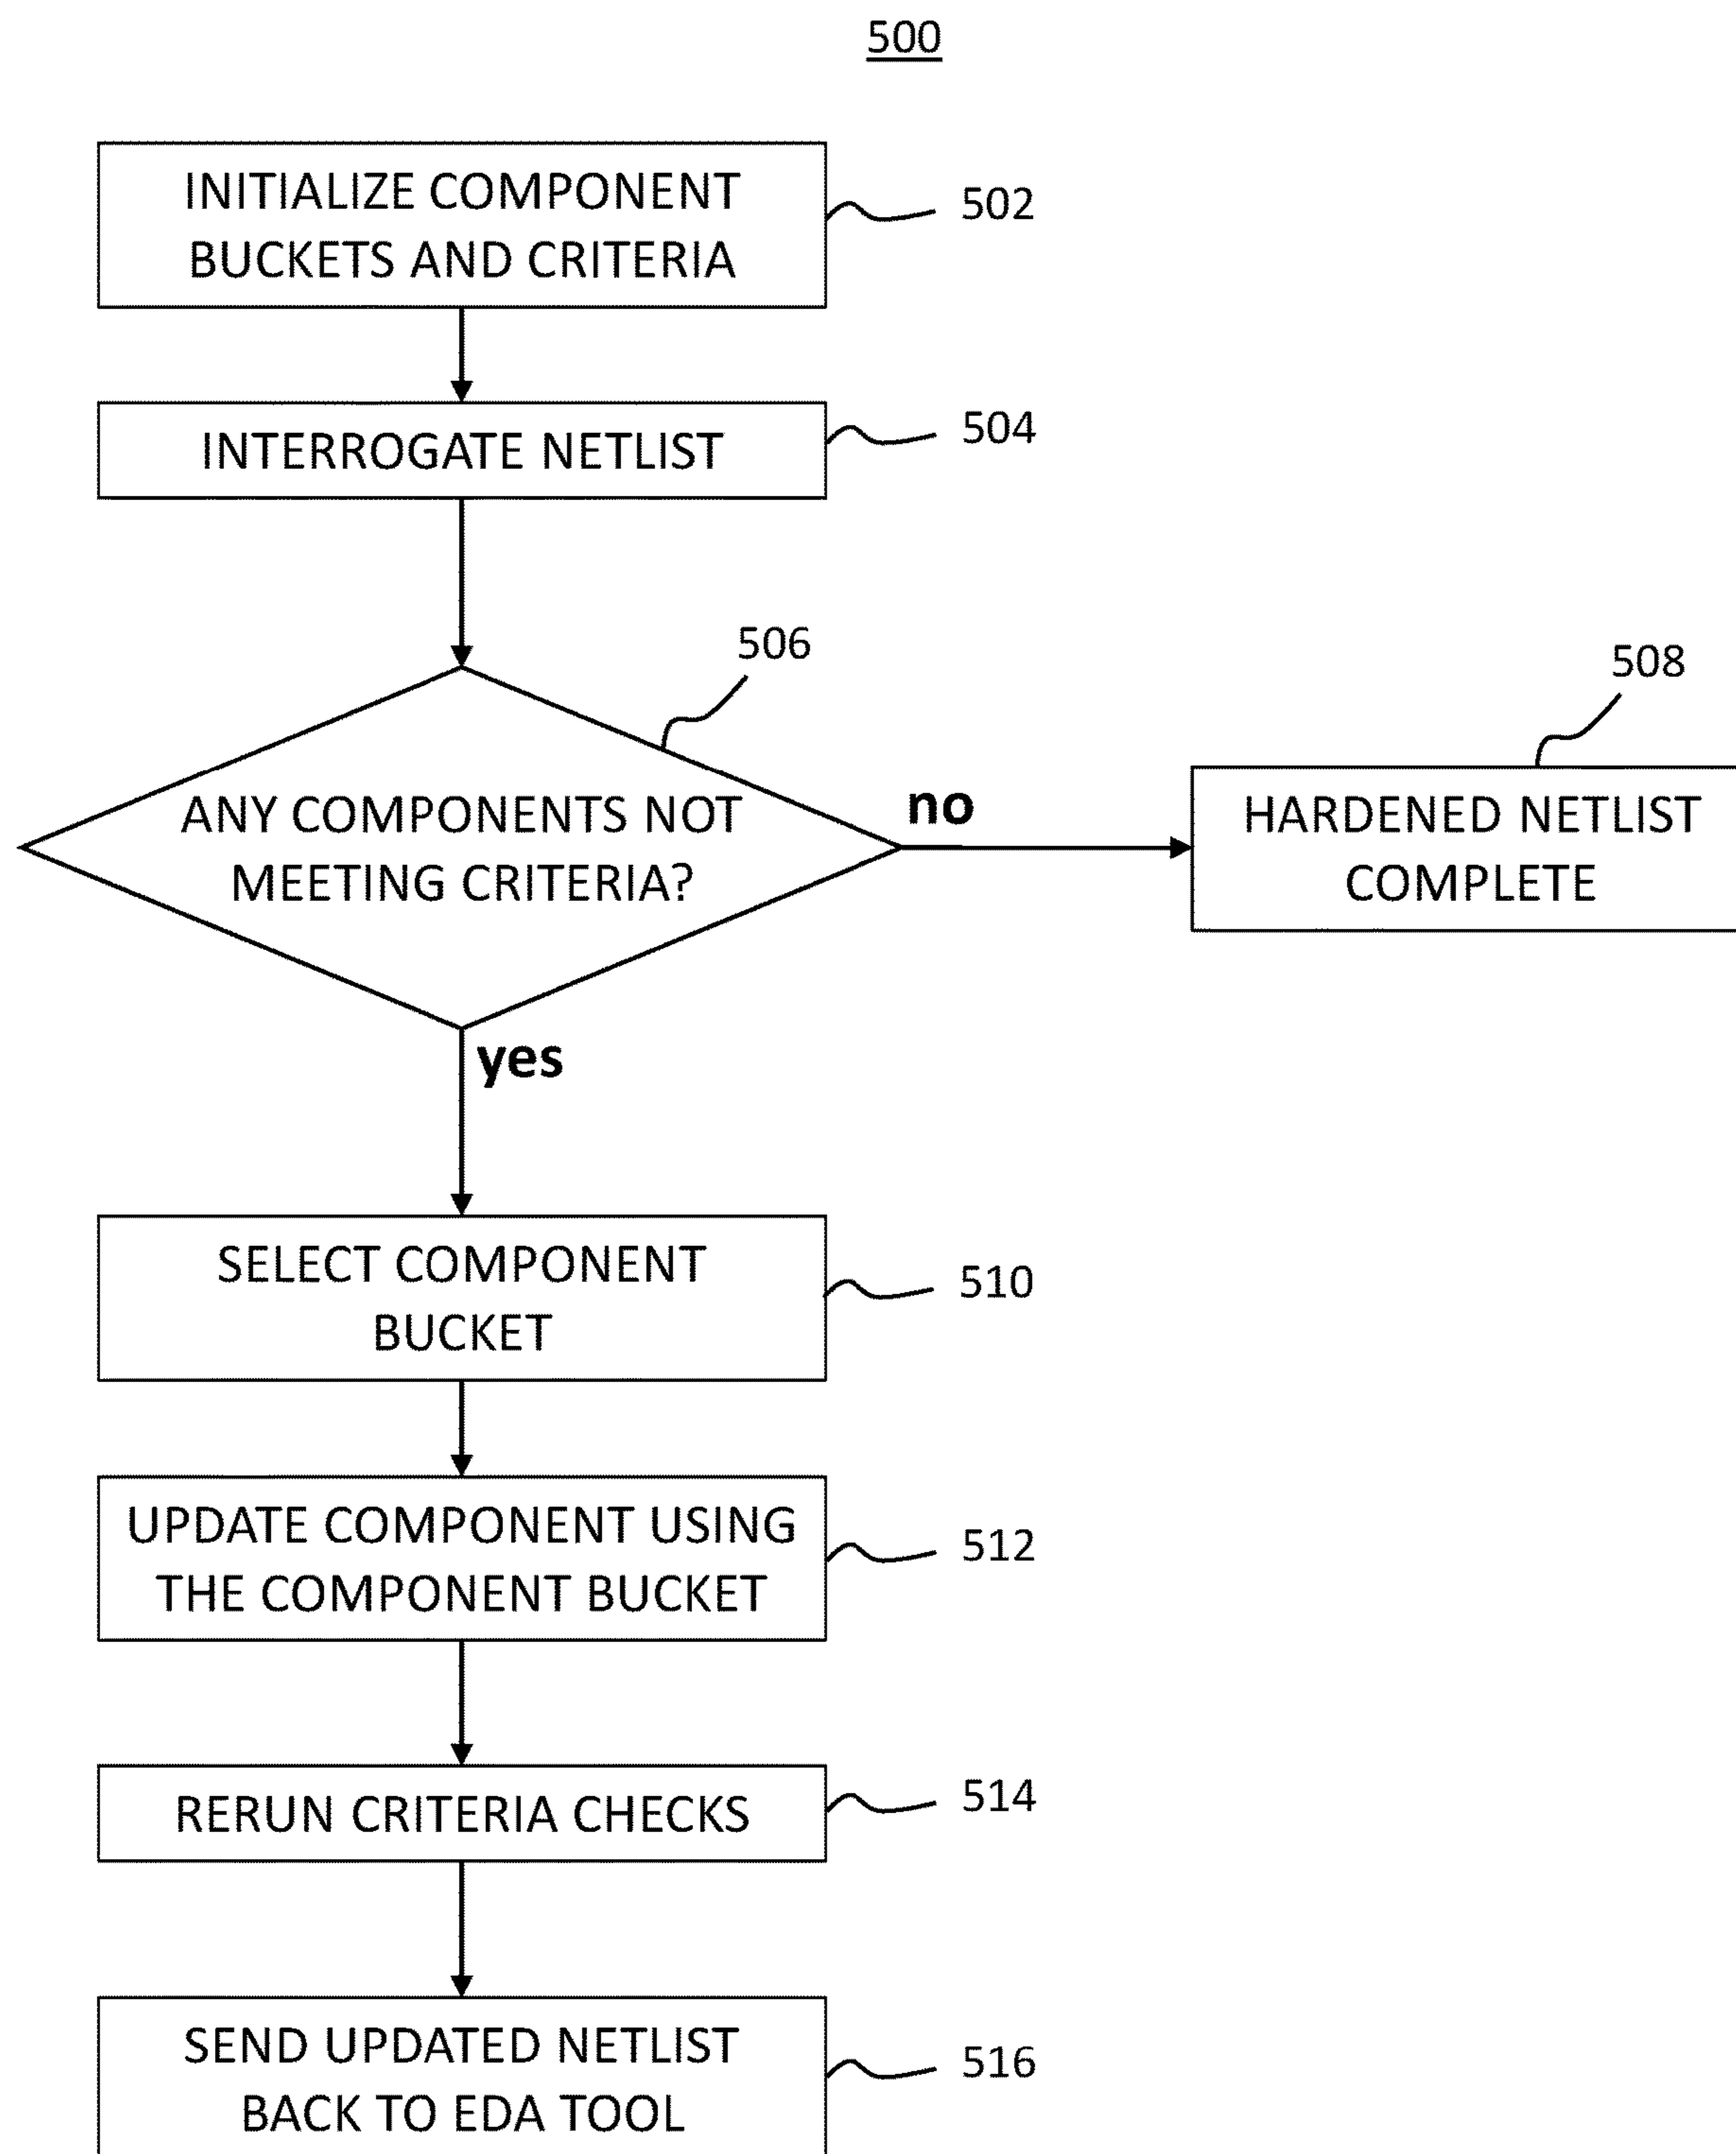 500
INITIALIZE COMPONENT
BUCKETS AND CRITERIA
502
INTERROGATE NETLIST
504
506
ANY COMPONENTS NOT
MEETING CRITERIA?
no
508
HARDENED NETLIST
COMPLETE
yes
SELECT COMPONENT
BUCKET
510
UPDATE COMPONENT USING
THE COMPONENT BUCKET
512
RERUN CRITERIA CHECKS
514
SEND UPDATED NETLIST
BACK TO EDA TOOL
516